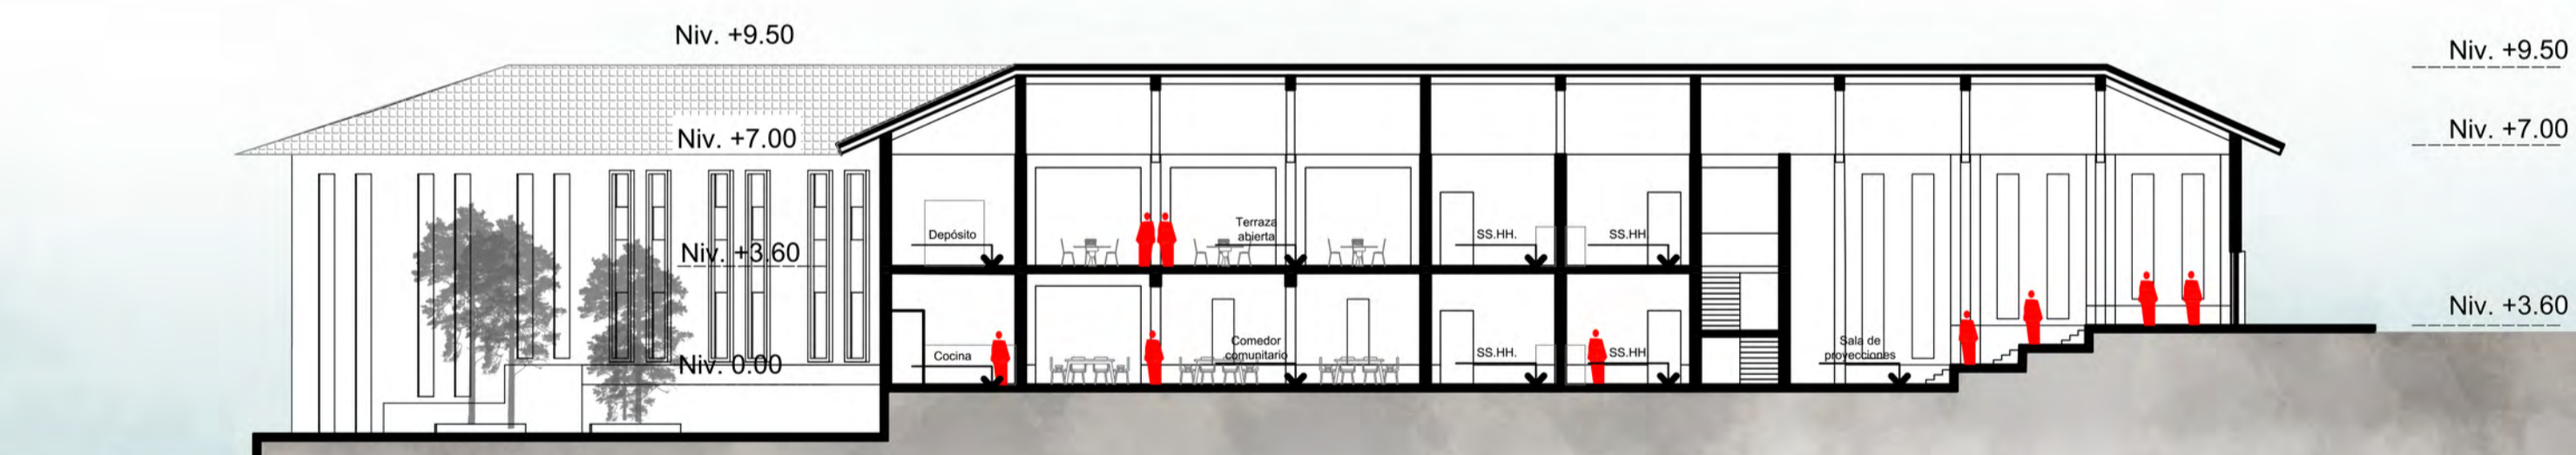 Niv. +9.50
Niv. +9.50
Niv. +7.00
Niv. +7.00
Depósito
Terraza
abierta
SS.HH.
SS.HH
Niv. +3.60
Niv. +3.60
Niv. 0.00
Cocina
Comedor
comunitario
SS.HH.
SS.HH
Sala de
proyecciones